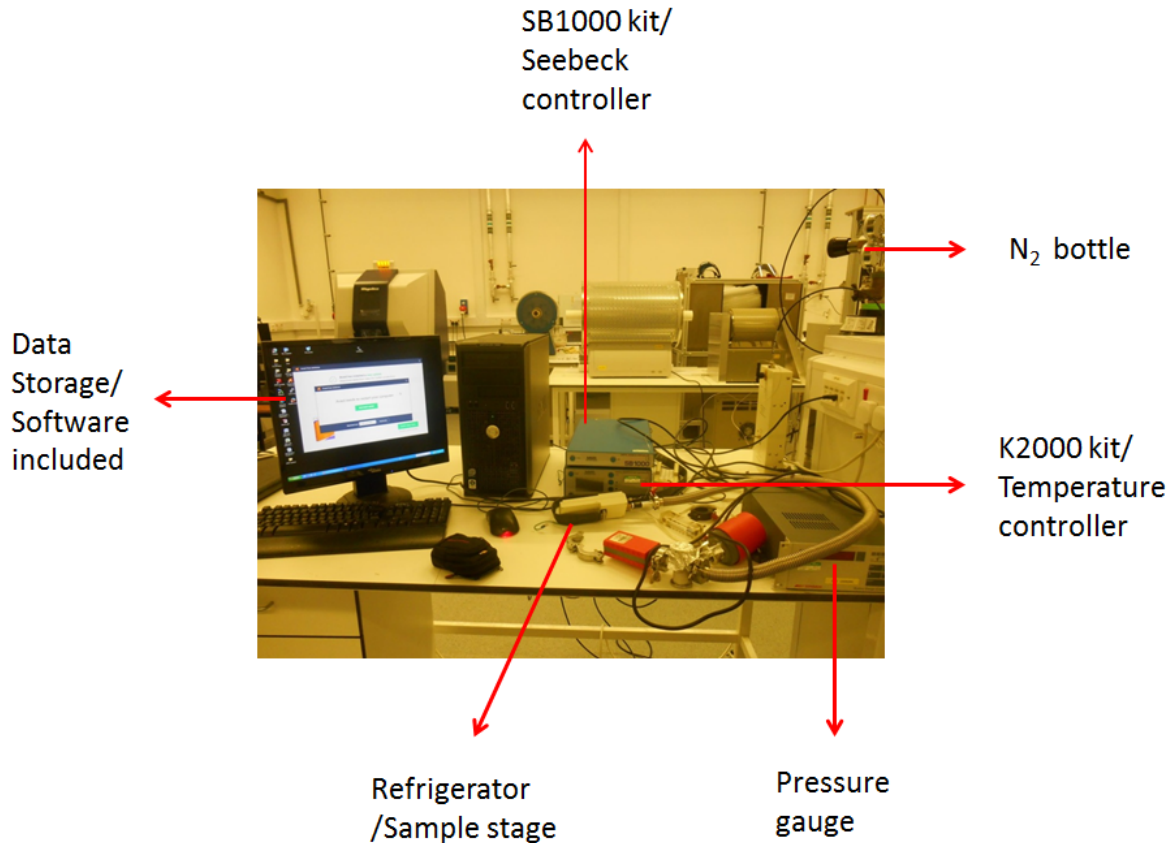 SB1000 kit/
Seebeck
controller
N₂ bottle
Data
Storage/
Software
included
SB1000
K2000 kit/
Temperature
controller
Refrigerator
/Sample stage
Pressure
gauge